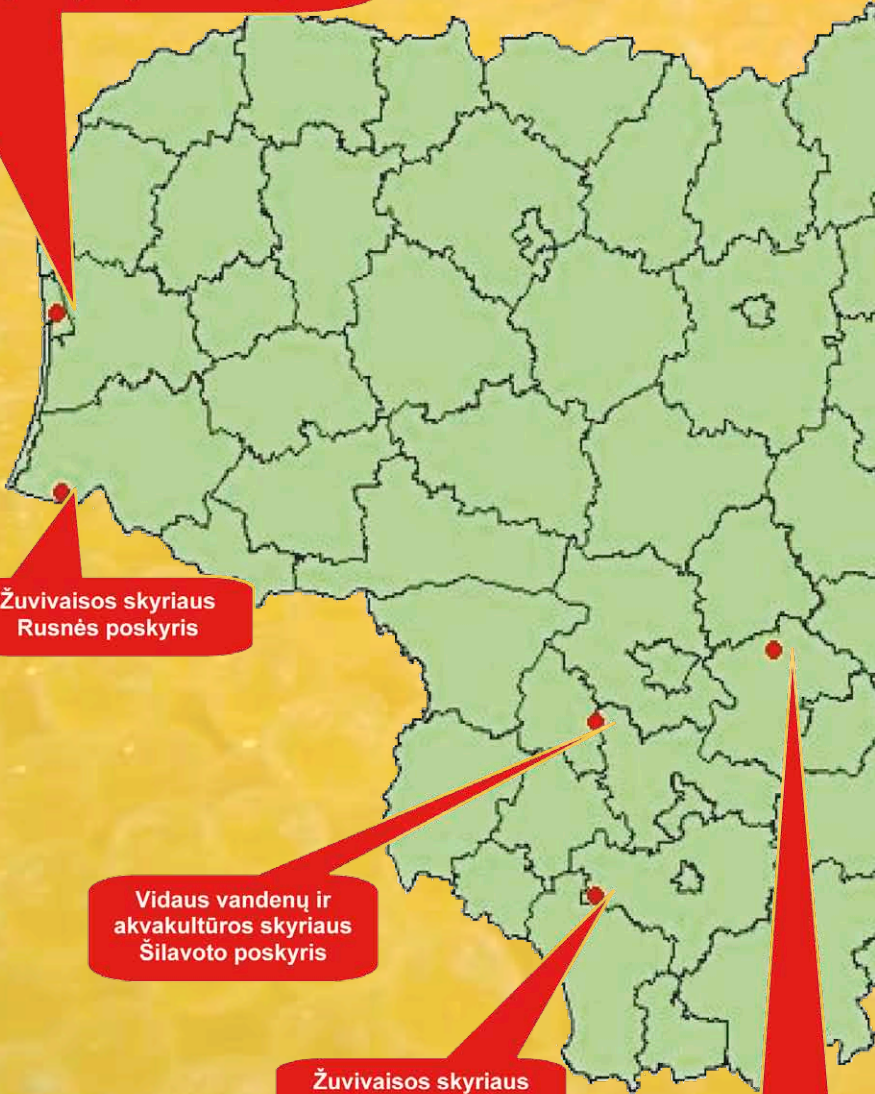 Žuvivaisos skyriaus
Rusnės poskyris
Vidaus vandenų ir
akvakultūros skyriaus
Šilavoto poskyris
Žuvivaisos skyriaus